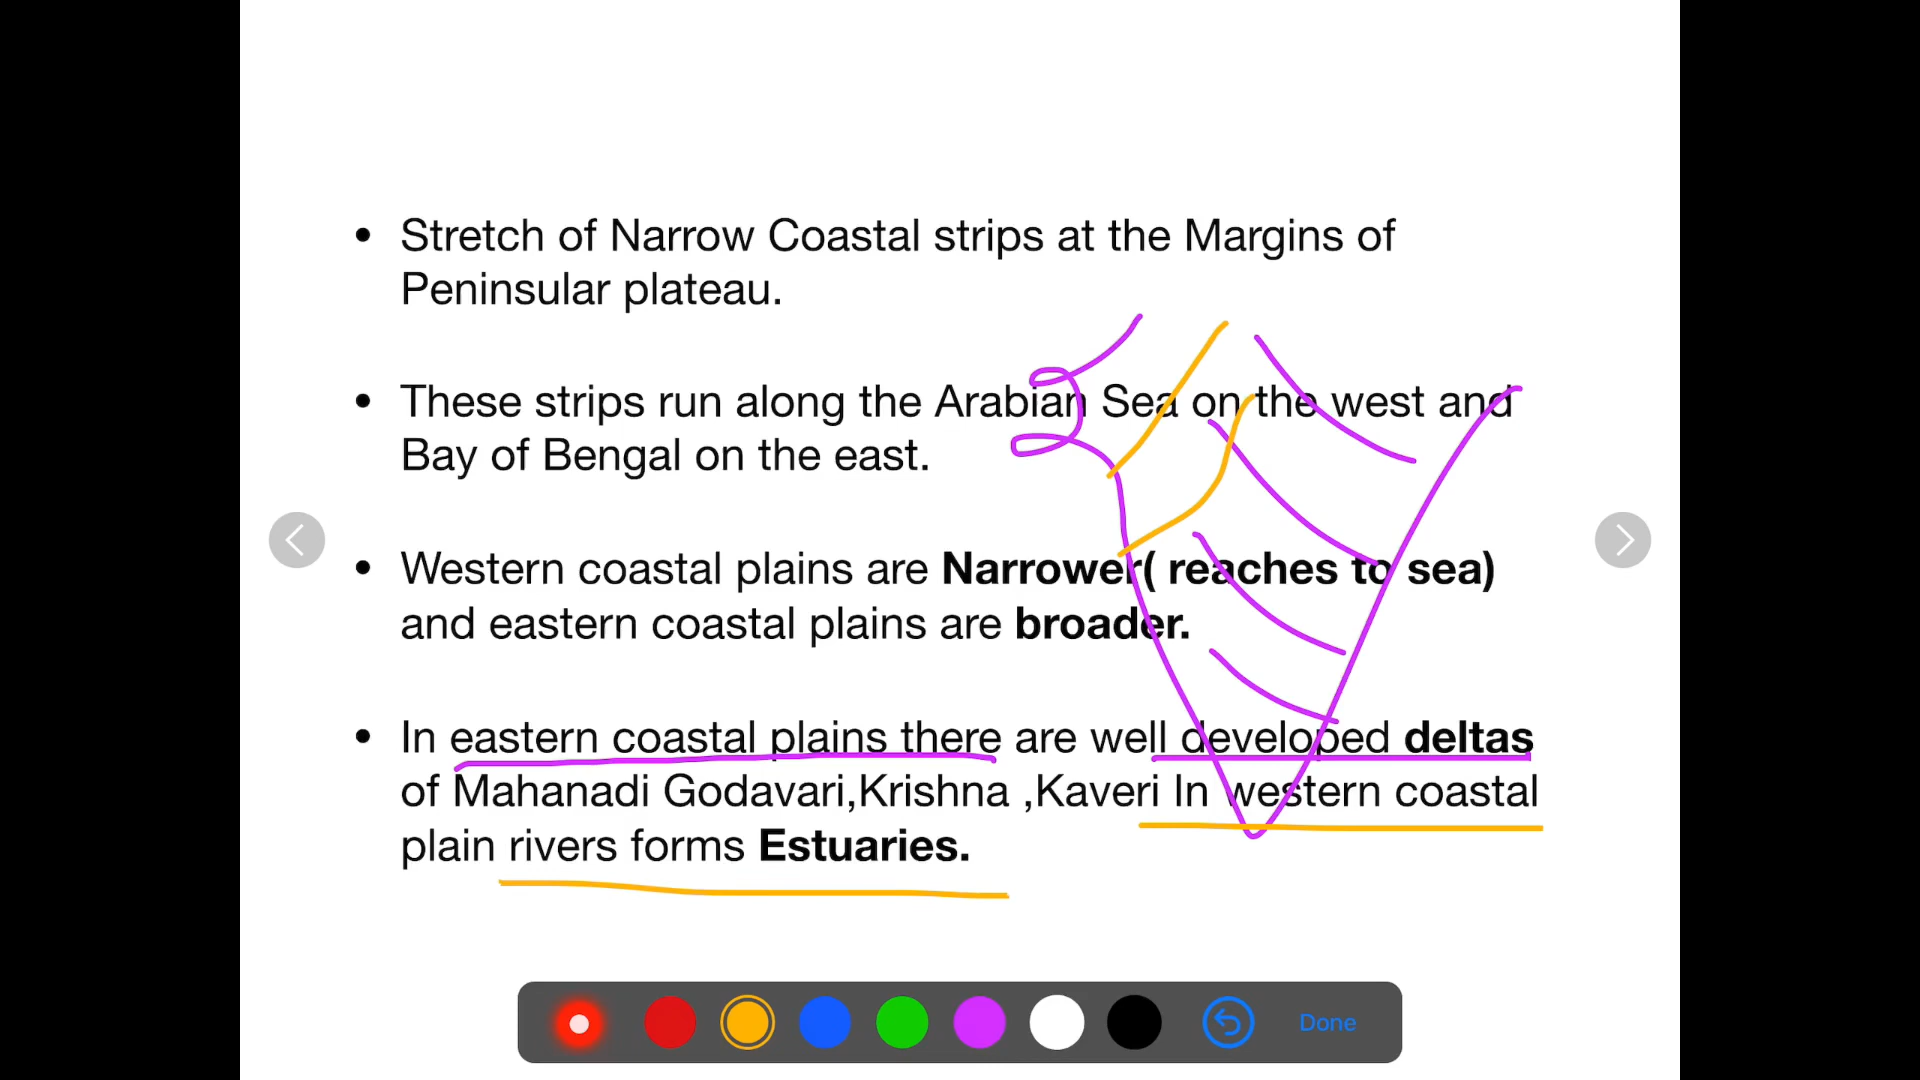 • Stretch of Narrow Coastal strips at the Margins of
Peninsular plateau.
• These strips run along the Arabian Sea on the west and
Bay of Bengal on the east.
• Western coastal plains are Narrower( reaches to sea)
and eastern coastal plains are broader.
• In eastern coastal plains there are well developed deltas
of Mahanadi Godavari,Krishna ,Kaveri In western coastal
plain rivers forms Estuaries.
Done